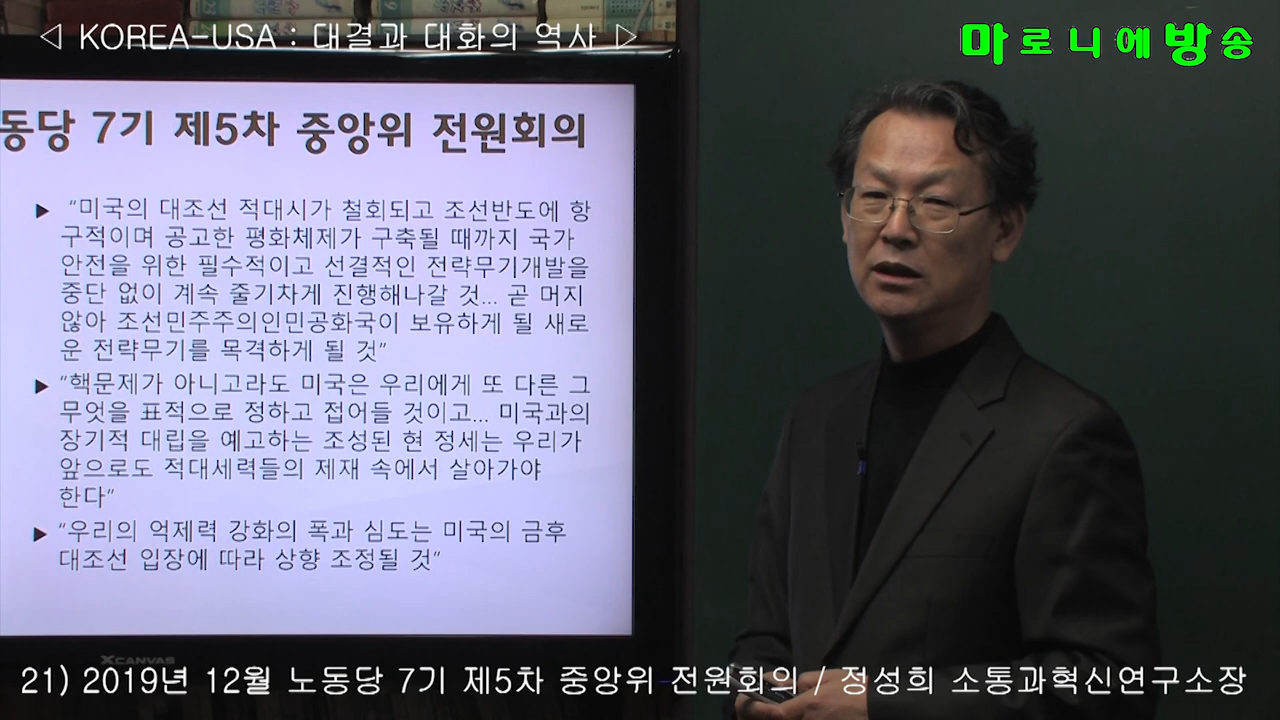 ◁ KOREA-USA : 대결과 대화의 역사 ▷
마로니에방송
동당 7기 제5차 중앙위 전원회의
▶ “미국의 대조선 적대시가 철회되고 조선반도에 항
구적이며 공고한 평화체제가 구축될 때까지 국가
안전을 위한 필수적이고 선결적인 전략무기개발을
중단 없이 계속 줄기차게 진행해나갈 것... 곧 머지
않아 조선민주주의인민공화국이 보유하게 될 새로
운 전략무기를 목격하게 될 것”
▶ “핵문제가 아니고라도 미국은 우리에게 또 다른 그
무엇을 표적으로 정하고 접어들 것이고... 미국과의
장기적 대립을 예고하는 조성된 현 정세는 우리가
앞으로도 적대세력들의 제재 속에서 살아가야
한다”
▶ “우리의 억제력 강화의 폭과 심도는 미국의 금후
대조선 입장에 따라 상향 조정될 것”
XCANVAS
21) 2019년 12월 노동당 7기 제5차 중앙위 전원회의 / 정성희 소통과혁신연구소장